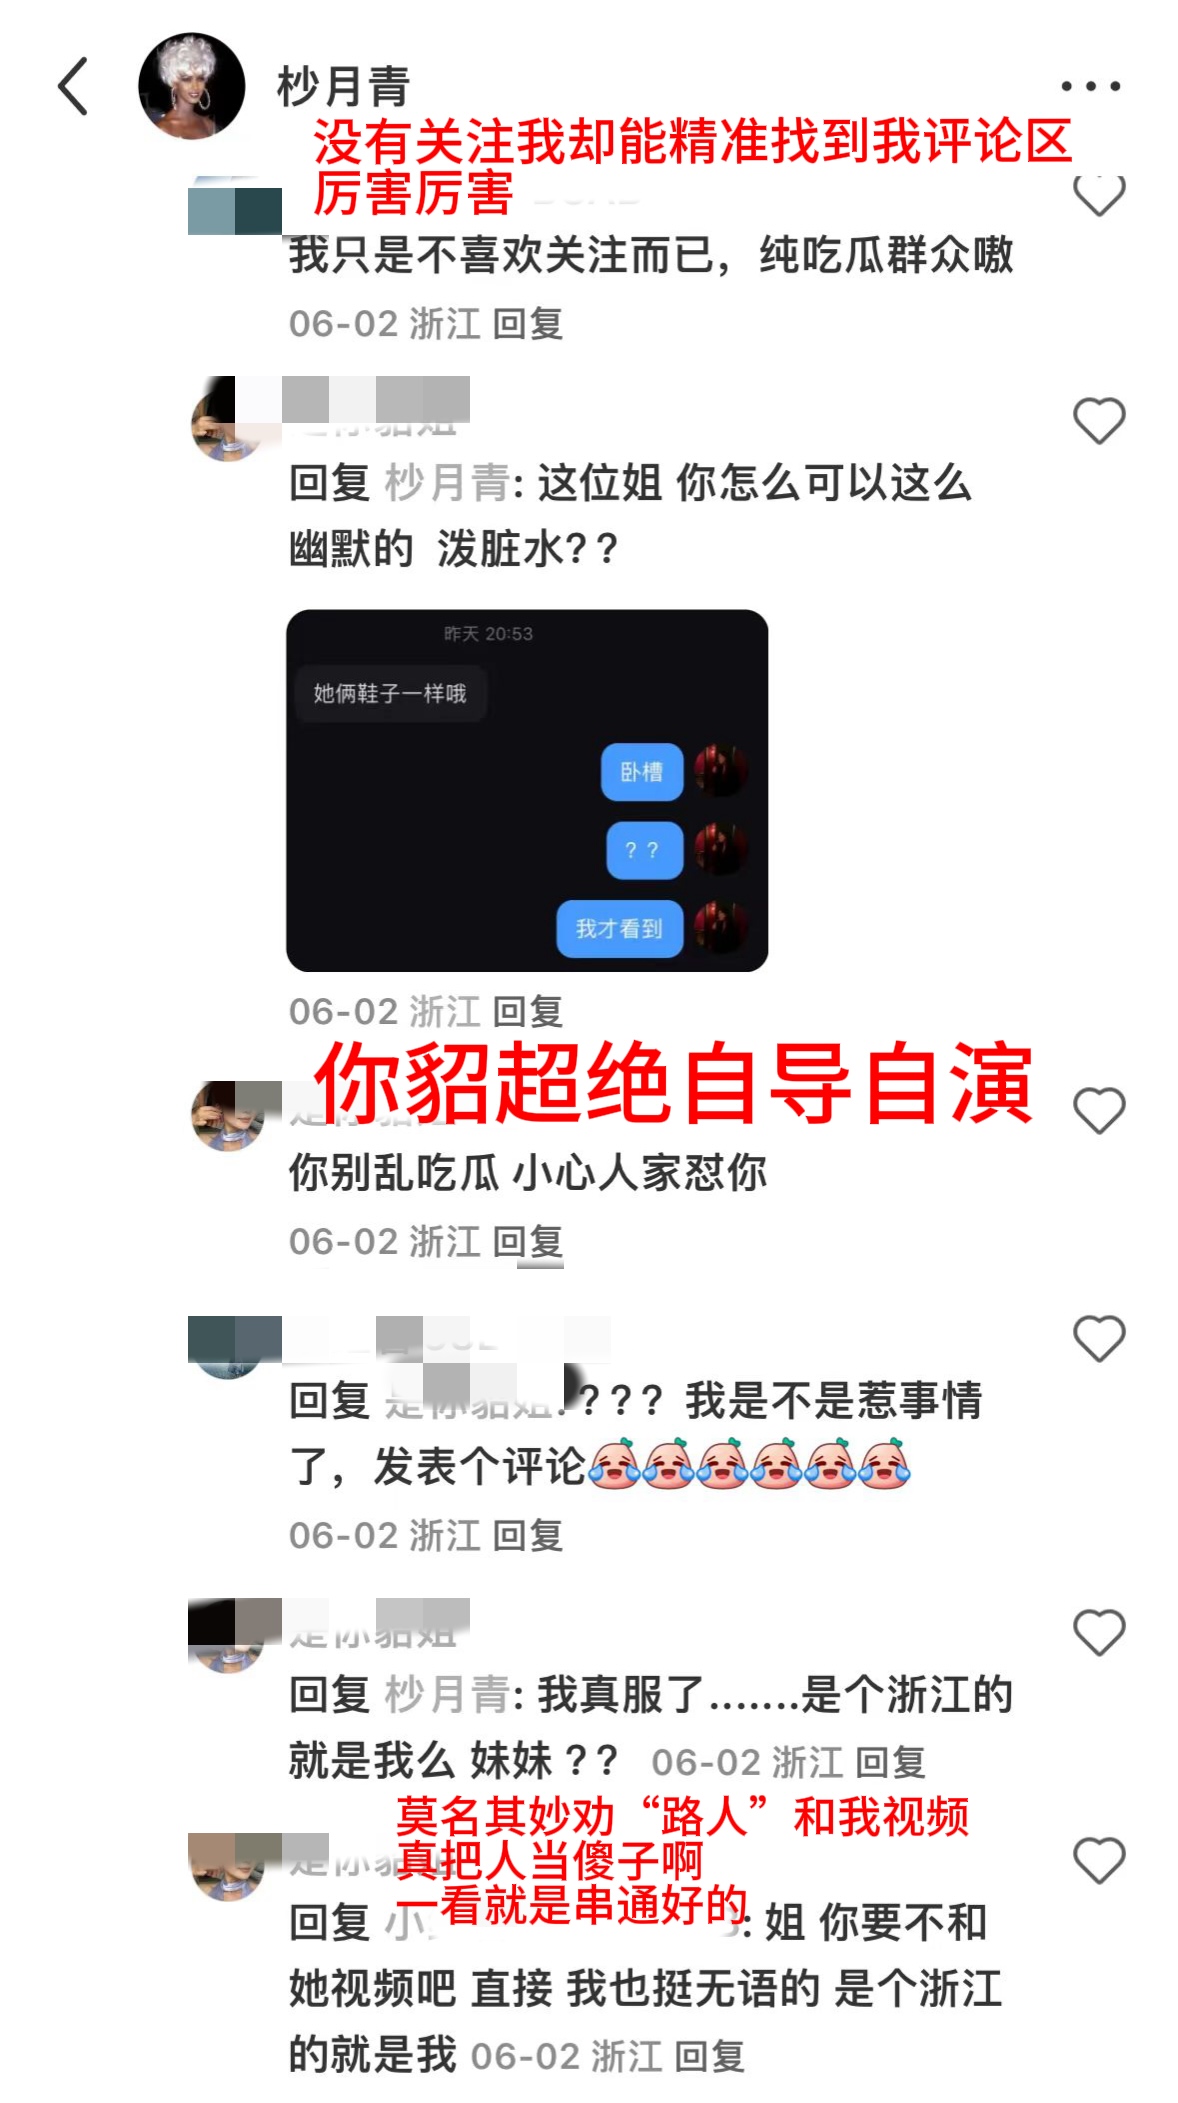 杪月青
没有关注我却能精准找到我评论区
厉害厉害
我只是不喜欢关注而已，纯吃瓜群众嗷
06-02 浙江 回复
回复 杪月青: 这位姐 你怎么可以这么
幽默的 泼脏水? ?
昨天 20:53
她俩鞋子一样哦
卧槽
? ?
我才看到
06-02 浙江 回复
你貂超绝自导自演
你别乱吃瓜 小心人家怼你
06-02 浙江 回复
回复 ? ? ? 我是不是惹事情
了，发表个评论
06-02 浙江 回复
是你貂姐
回复 杪月青: 我真服了.......是个浙江的
就是我么 妹妹 ? ? 06-02 浙江 回复
莫名其妙劝“路人”和我视频
真把人当傻子啊
一看就是串通好的
回复 小 : 姐 你要不和
她视频吧 直接 我也挺无语的 是个浙江
的就是我 06-02 浙江 回复